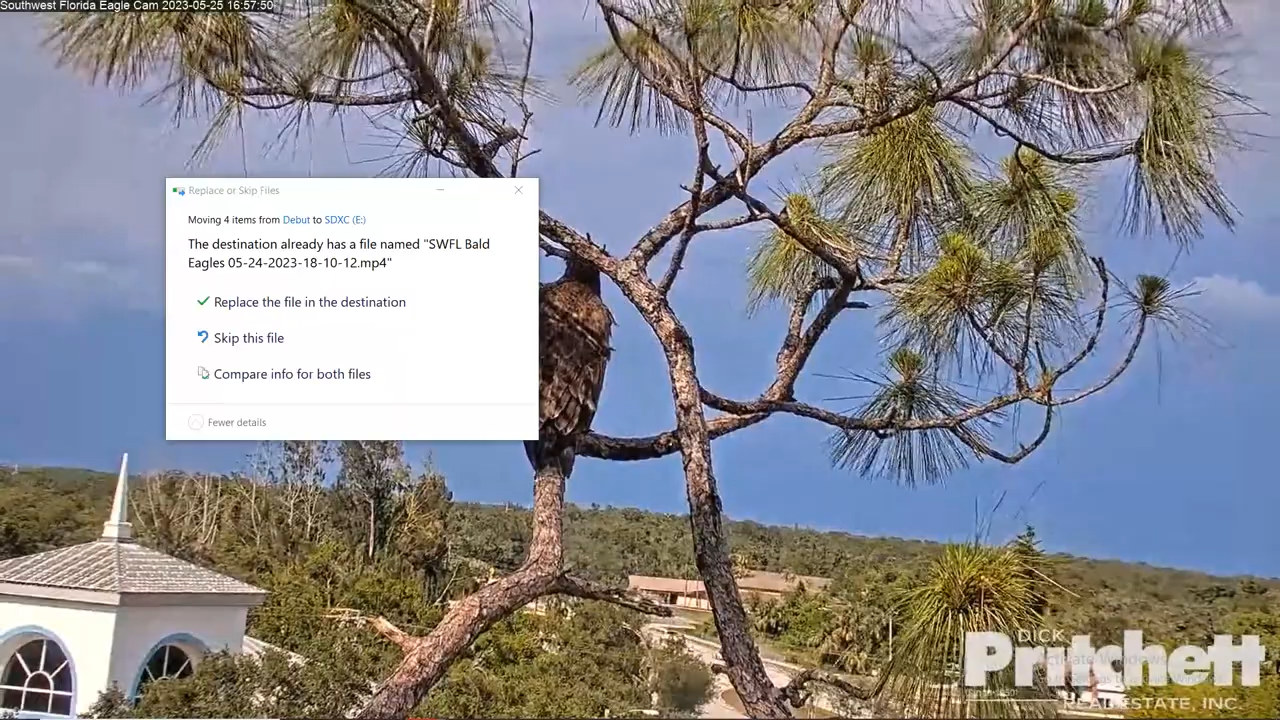 Southwest Florida Eagle Cam 2023-05-25 16:57:50
Replace or Skip Files
Moving 4 items from Debut to SDXC (E:)
The destination already has a file named "SWFL Bald
Eagles 05-24-2023-18-10-12.mp4"
Replace the file in the destination
Skip this file
Compare info for both files
Fewer details
DICK
Pritchett
Activate Windows
REAL ESTATE, INC.